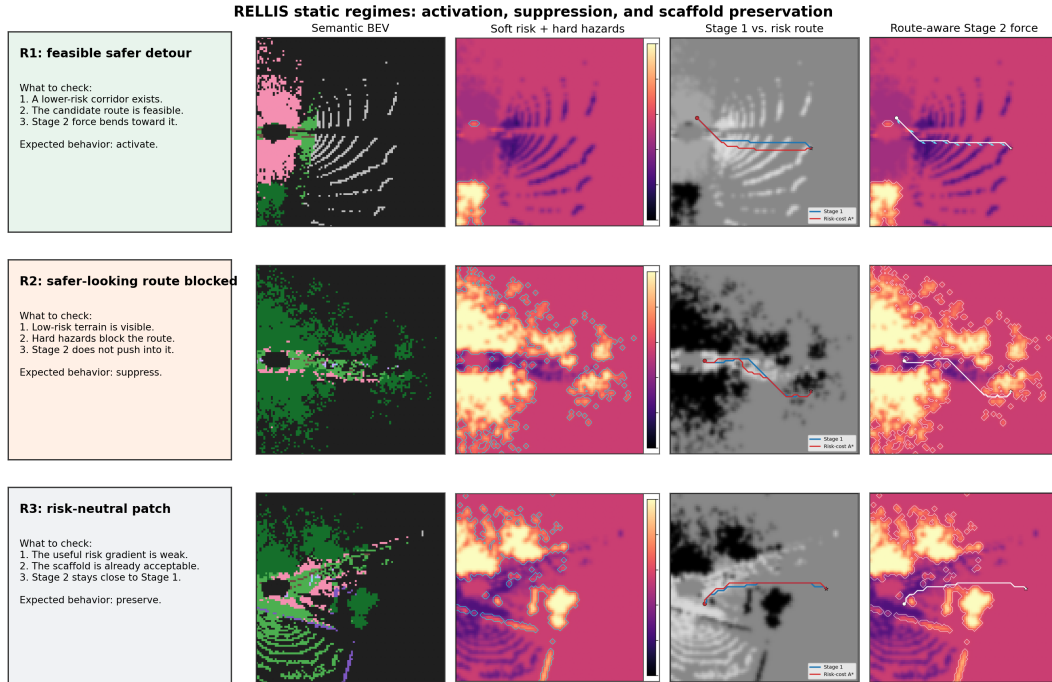 RELLIS static regimes: activation, suppression, and scaffold preservation
Semantic BEV
Soft risk + hard hazards
Stage 1 vs. risk route
Route-aware Stage 2 force
R1: feasible safer detour
What to check:
1. A lower-risk corridor exists.
2. The candidate route is feasible.
3. Stage 2 force bends toward it.
Expected behavior: activate.
Stage 1
Risk-cost A*
R2: safer-looking route blocked
What to check:
1. Low-risk terrain is visible.
2. Hard hazards block the route.
3. Stage 2 does not push into it.
Expected behavior: suppress.
Stage 1
Risk-cost A*
R3: risk-neutral patch
What to check:
1. The useful risk gradient is weak.
2. The scaffold is already acceptable.
3. Stage 2 stays close to Stage 1.
Expected behavior: preserve.
Stage 1
Risk-cost A*